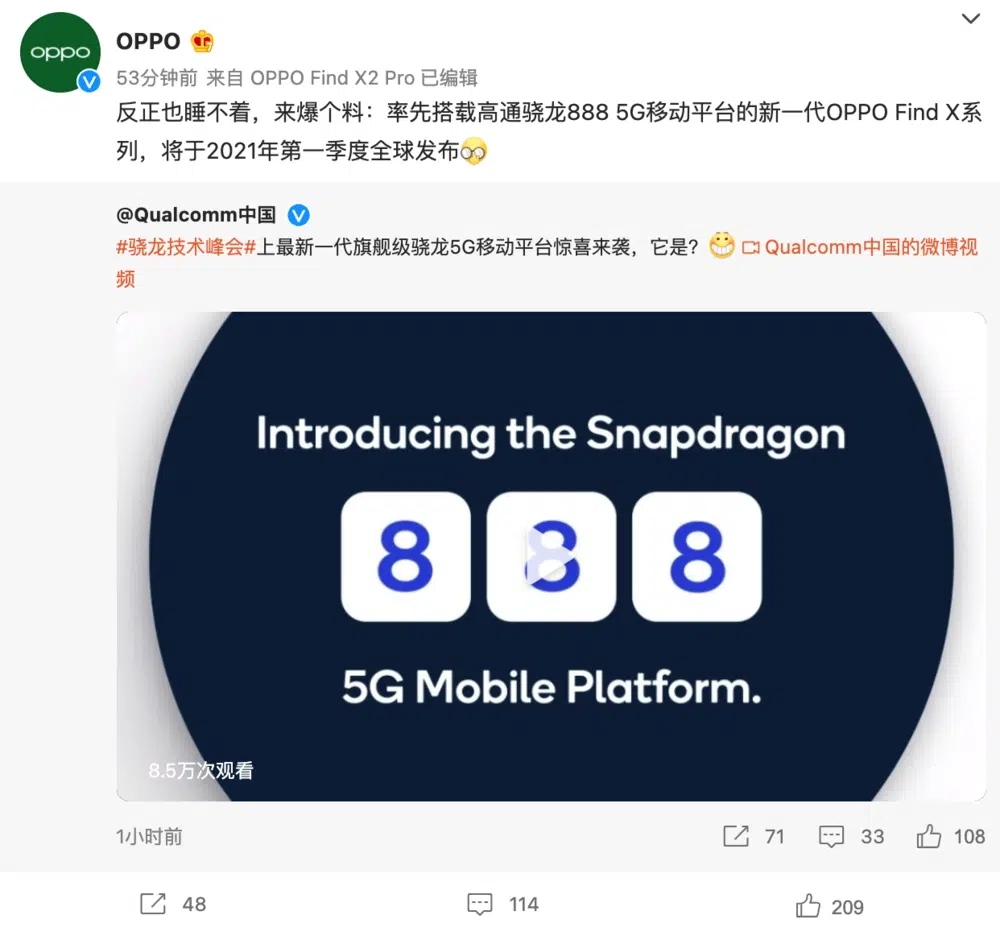 oppo
OPPO
53分钟前 来自 OPPO Find X2 Pro 已编辑
反正也睡不着，来爆个料：率先搭载高通骁龙888 5G移动平台的新一代OPPO Find X系
列，将于2021年第一季度全球发布
@Qualcomm中国
#骁龙技术峰会#上最新一代旗舰级骁龙5G移动平台惊喜来袭，它是？ Qualcomm中国的微博视
频
Introducing the Snapdragon
8 8 8
5G Mobile Platform.
8.5万次观看
1小时前 71 33 108
48 114 209